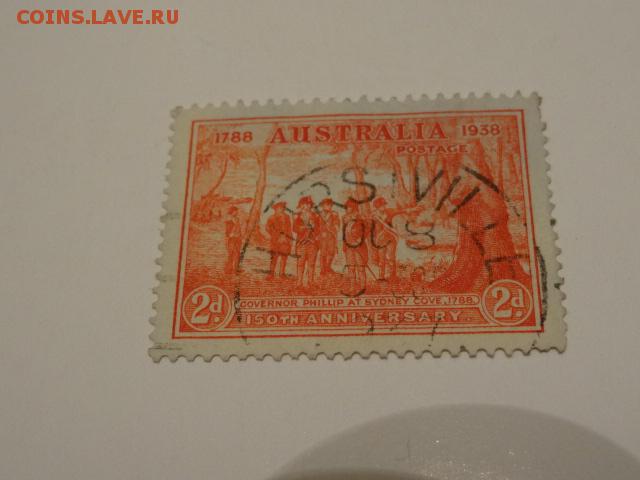 COINS.LAVE.RU
1788 AUSTRALIA 1938
POSTAGE
2d. GOVERNOR PHILLIP AT SYDNEY COVE, 1788. 2d.
150TH ANNIVERSARY.